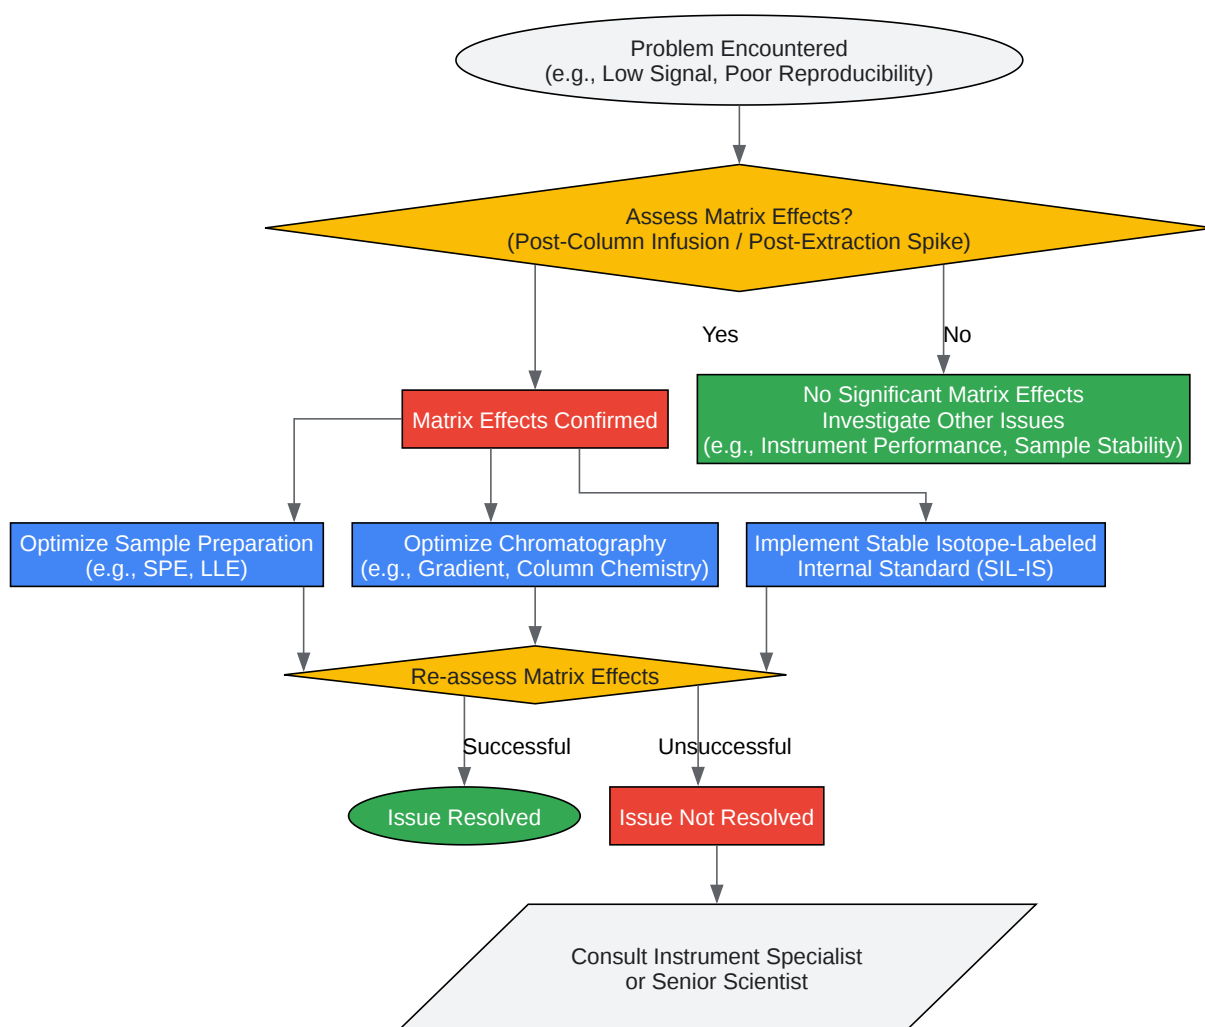 Problem Encountered
(e.g., Low Signal, Poor Reproducibility)
Assess Matrix Effects?
(Post-Column Infusion / Post-Extraction Spike)
Yes
No
Matrix Effects Confirmed
No Significant Matrix Effects
Investigate Other Issues
(e.g., Instrument Performance, Sample Stability)
Optimize Sample Preparation
(e.g., SPE, LLE)
Optimize Chromatography
(e.g., Gradient, Column Chemistry)
Implement Stable Isotope-Labeled
Internal Standard (SIL-IS)
Re-assess Matrix Effects
Successful
Unsuccessful
Issue Resolved
Issue Not Resolved
Consult Instrument Specialist
or Senior Scientist